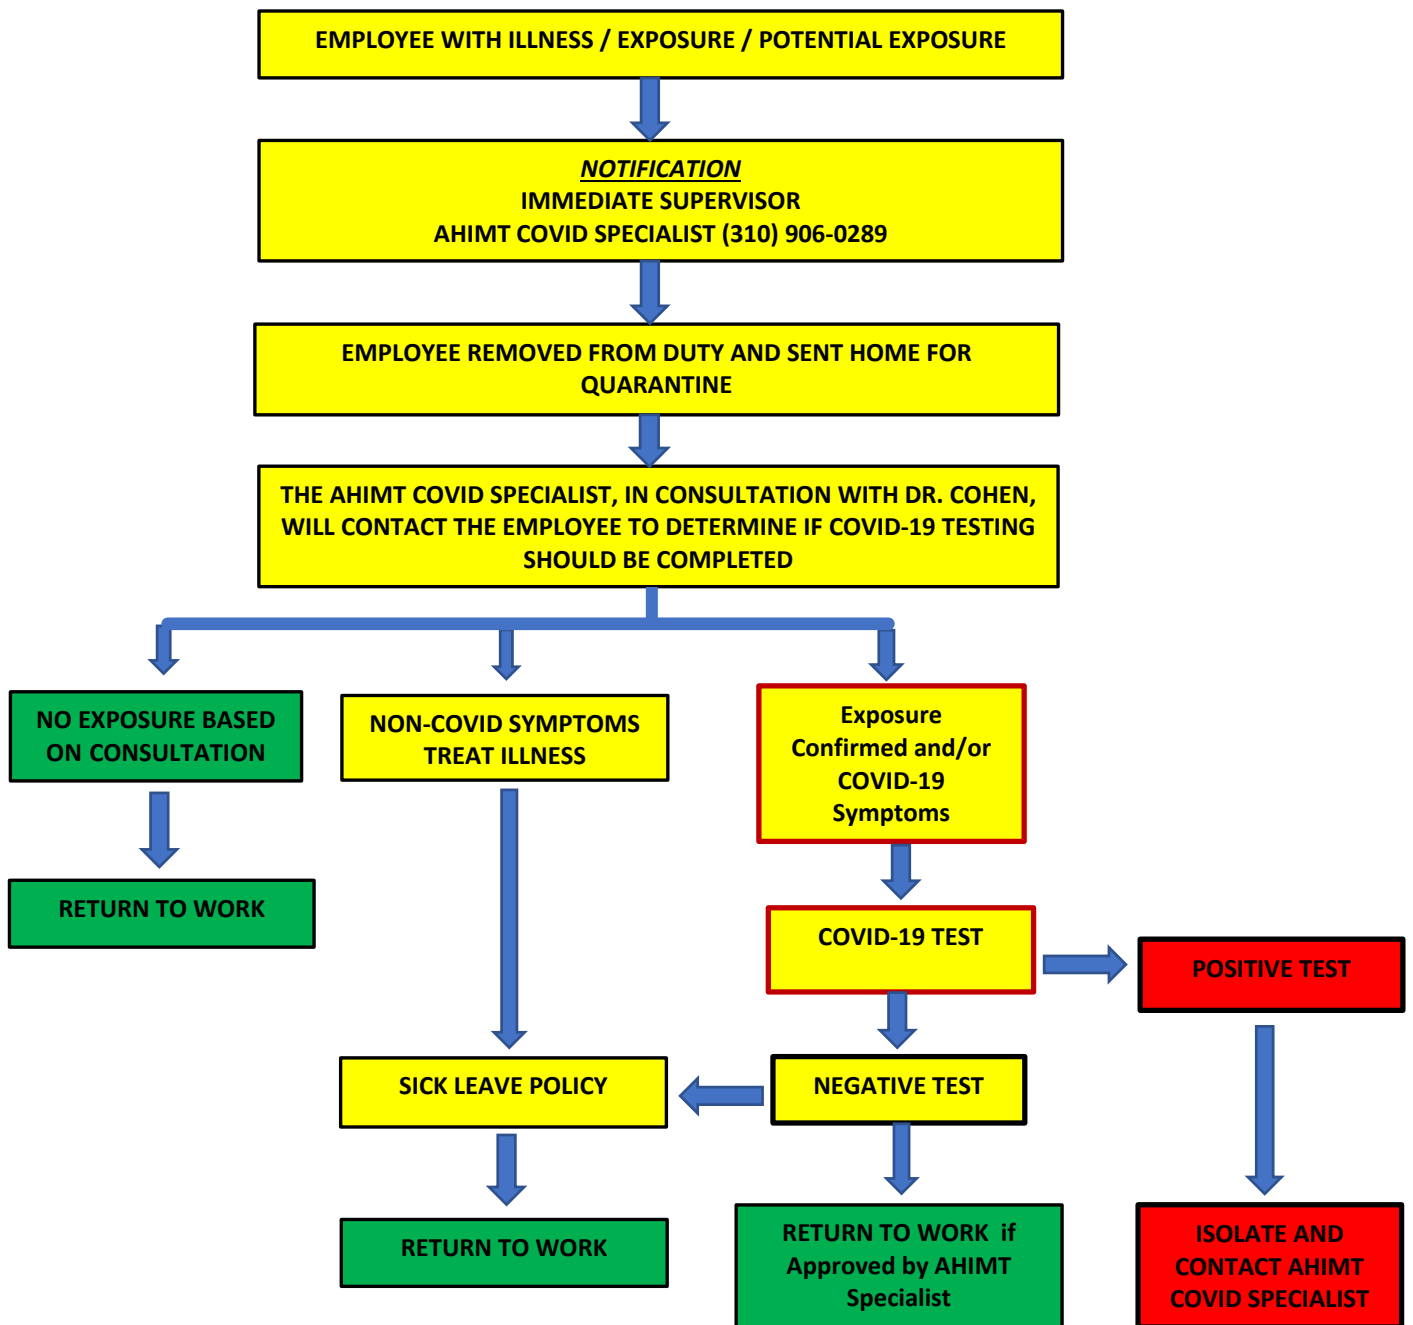 EMPLOYEE WITH ILLNESS / EXPOSURE / POTENTIAL EXPOSURE
NOTIFICATION
IMMEDIATE SUPERVISOR
AHIMT COVID SPECIALIST (310) 906-0289
EMPLOYEE REMOVED FROM DUTY AND SENT HOME FOR
QUARANTINE
THE AHIMT COVID SPECIALIST, IN CONSULTATION WITH DR. COHEN,
WILL CONTACT THE EMPLOYEE TO DETERMINE IF COVID-19 TESTING
SHOULD BE COMPLETED
NO EXPOSURE BASED
ON CONSULTATION
NON-COVID SYMPTOMS
TREAT ILLNESS
Exposure
Confirmed and/or
COVID-19
Symptoms
RETURN TO WORK
COVID-19 TEST
POSITIVE TEST
SICK LEAVE POLICY
NEGATIVE TEST
RETURN TO WORK
RETURN TO WORK if
Approved by AHIMT
Specialist
ISOLATE AND
CONTACT AHIMT
COVID SPECIALIST